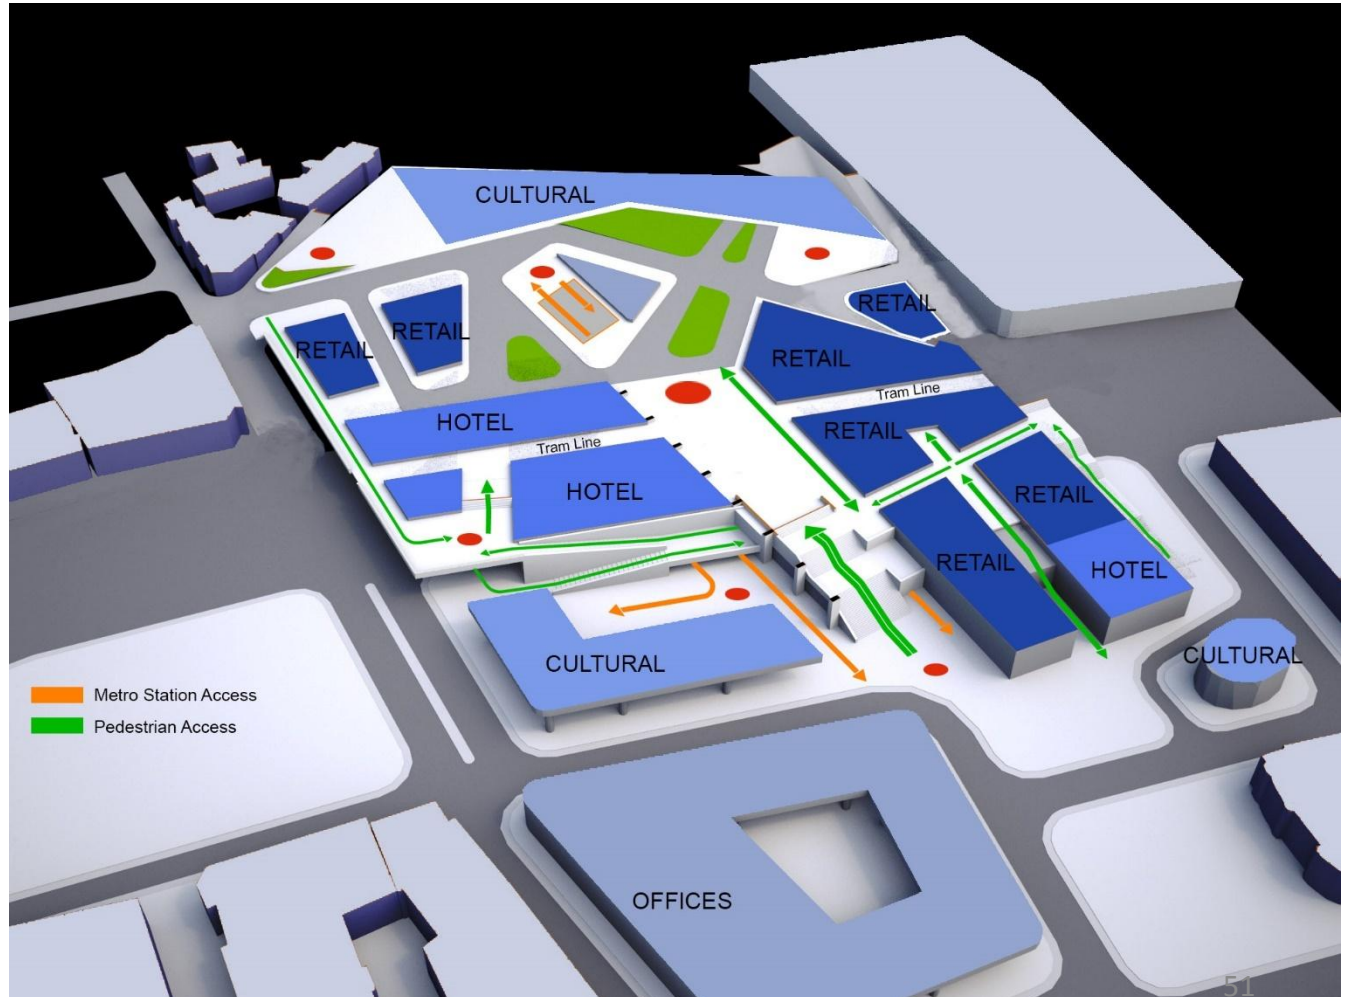 CULTURAL
RETAIL
RETAIL
RETAIL
RETAIL
Tram Line
HOTEL
RETAIL
Tram Line
HOTEL
RETAIL
RETAIL
HOTEL
CULTURAL
CULTURAL
Metro Station Access
Pedestrian Access
OFFICES
51